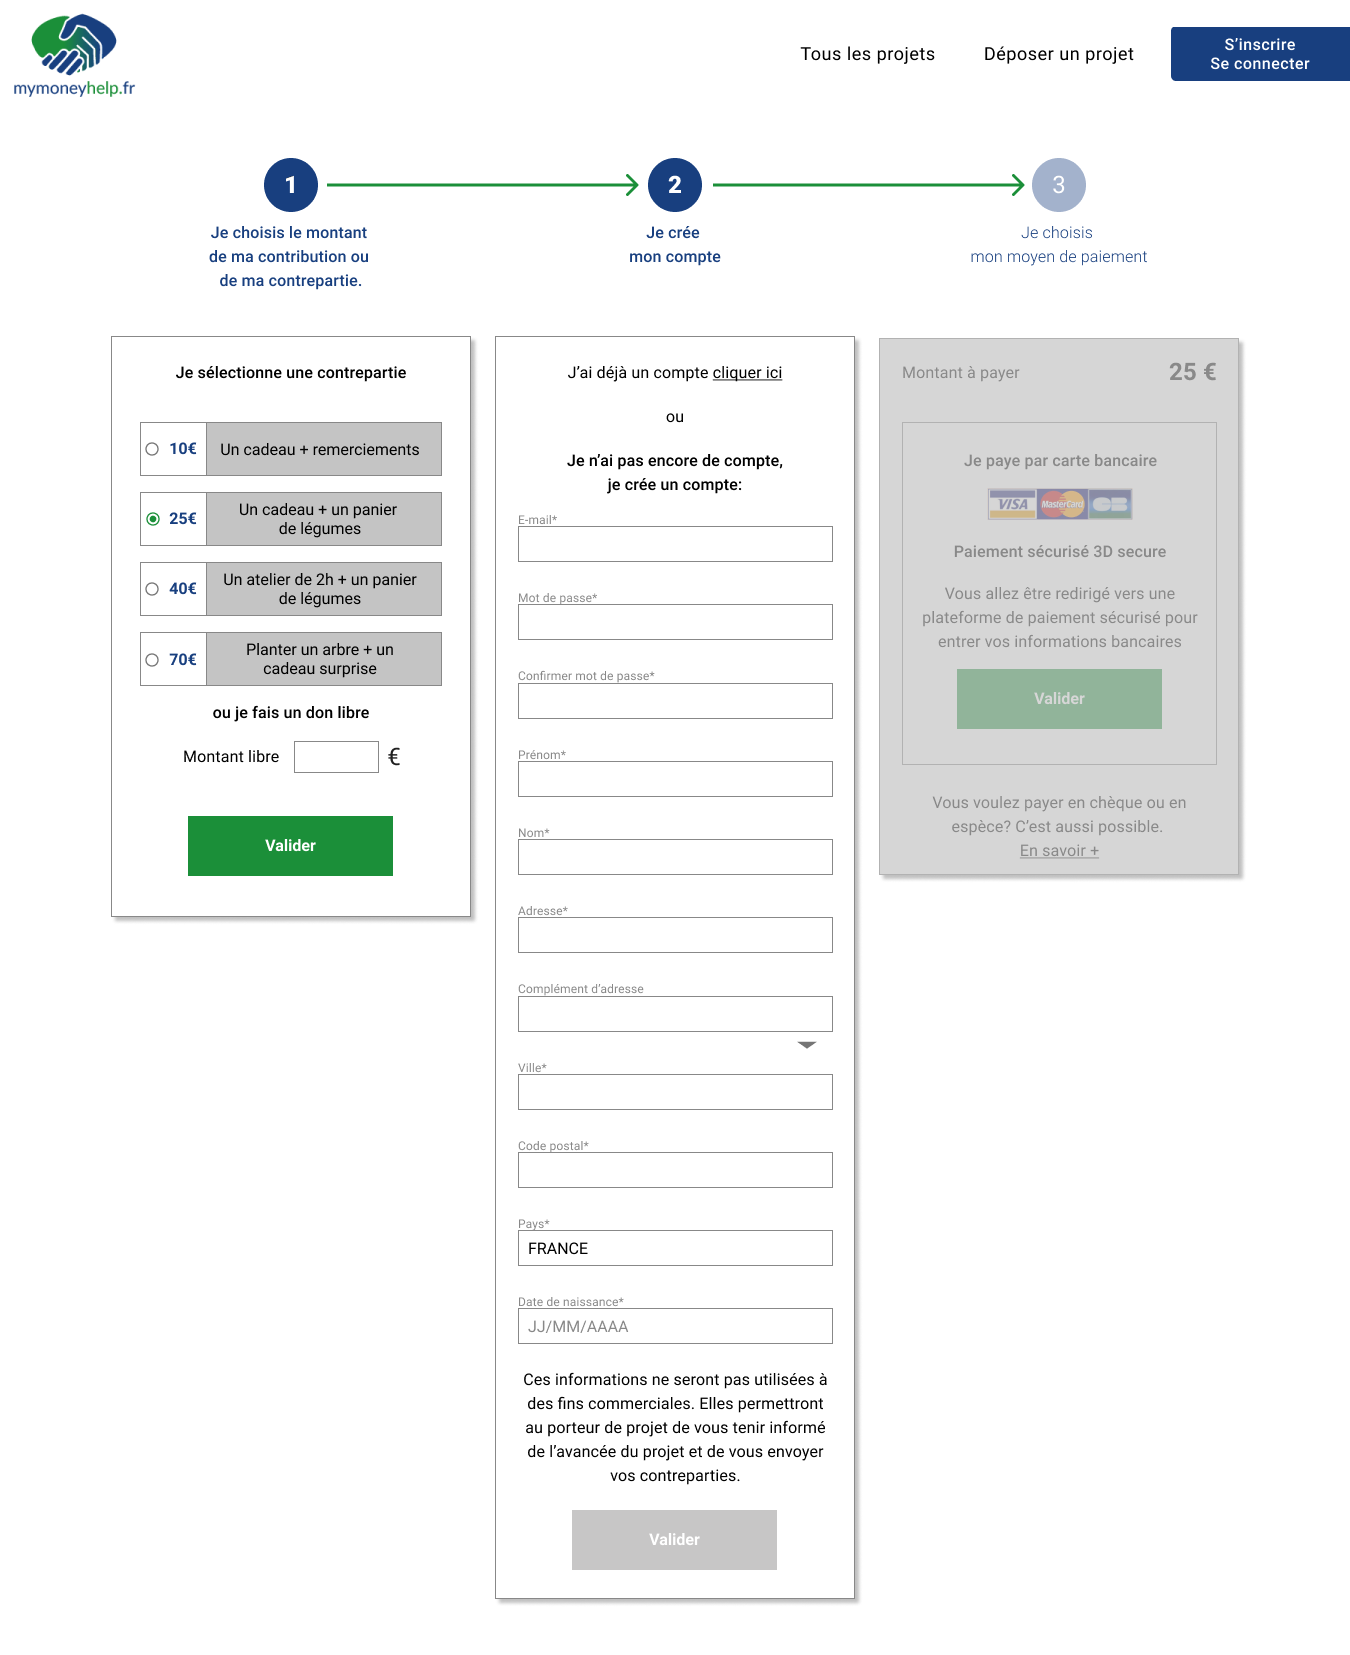 mymoneyhelp.fr
Tous les projets
Déposer un projet
S’inscrire
Se connecter
1
Je choisis le montant
de ma contribution ou
de ma contrepartie.
2
Je crée
mon compte
3
Je choisis
mon moyen de paiement
Je sélectionne une contrepartie
10€ Un cadeau + remerciements
25€ Un cadeau + un panier
de légumes
40€ Un atelier de 2h + un panier
de légumes
70€ Planter un arbre + un
cadeau surprise
ou je fais un don libre
Montant libre €
Valider
J’ai déjà un compte cliquer ici
ou
Je n’ai pas encore de compte,
je crée un compte:
E-mail*
Mot de passe*
Confirmer mot de passe*
Prénom*
Nom*
Adresse*
Complément d’adresse
Ville*
Code postal*
Pays*
FRANCE
Date de naissance*
JJ/MM/AAAA
Ces informations ne seront pas utilisées à
des fins commerciales. Elles permettront
au porteur de projet de vous tenir informé
de l’avancée du projet et de vous envoyer
vos contreparties.
Valider
Montant à payer 25 €
Je paye par carte bancaire
VISA MasterCard CB
Paiement sécurisé 3D secure
Vous allez être redirigé vers une
plateforme de paiement sécurisé pour
entrer vos informations bancaires
Valider
Vous voulez payer en chèque ou en
espèce? C’est aussi possible.
En savoir +